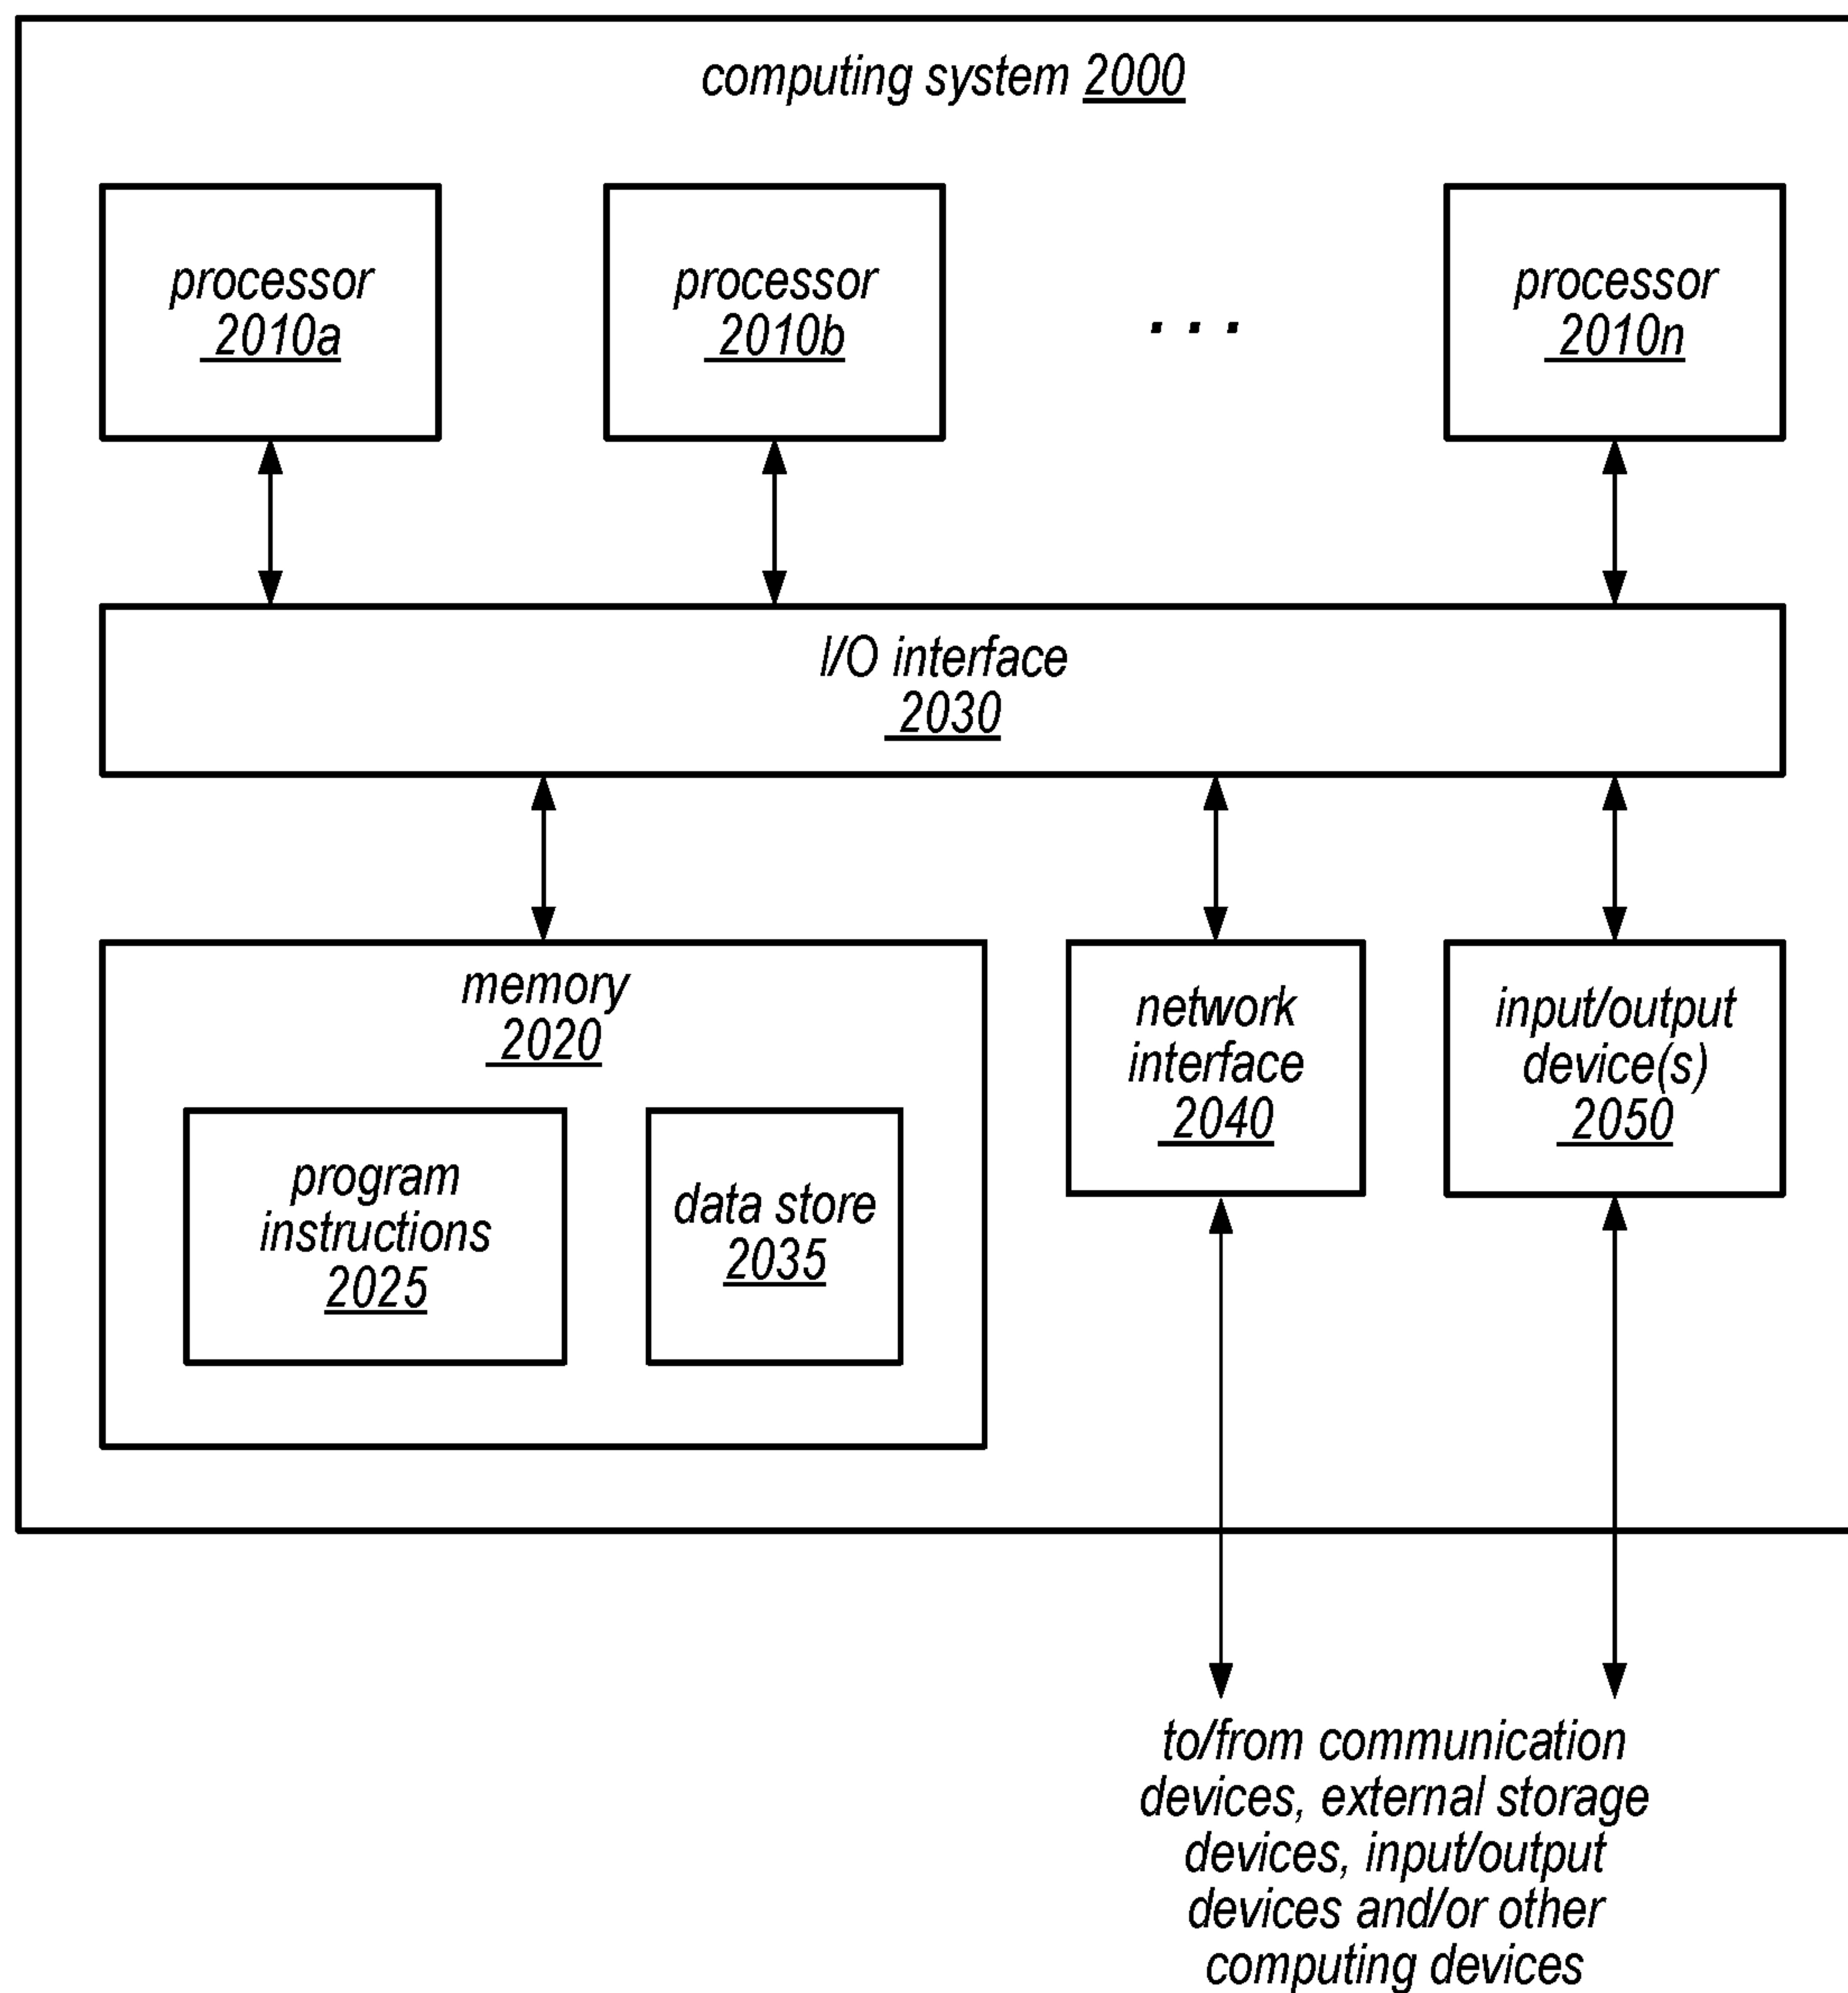 computing system 2000
processor
2010a
processor
2010b
. . .
processor
2010n
I/O interface
2030
memory
2020
program
instructions
2025
data store
2035
network
interface
2040
input/output
device(s)
2050
to/from communication
devices, external storage
devices, input/output
devices and/or other
computing devices